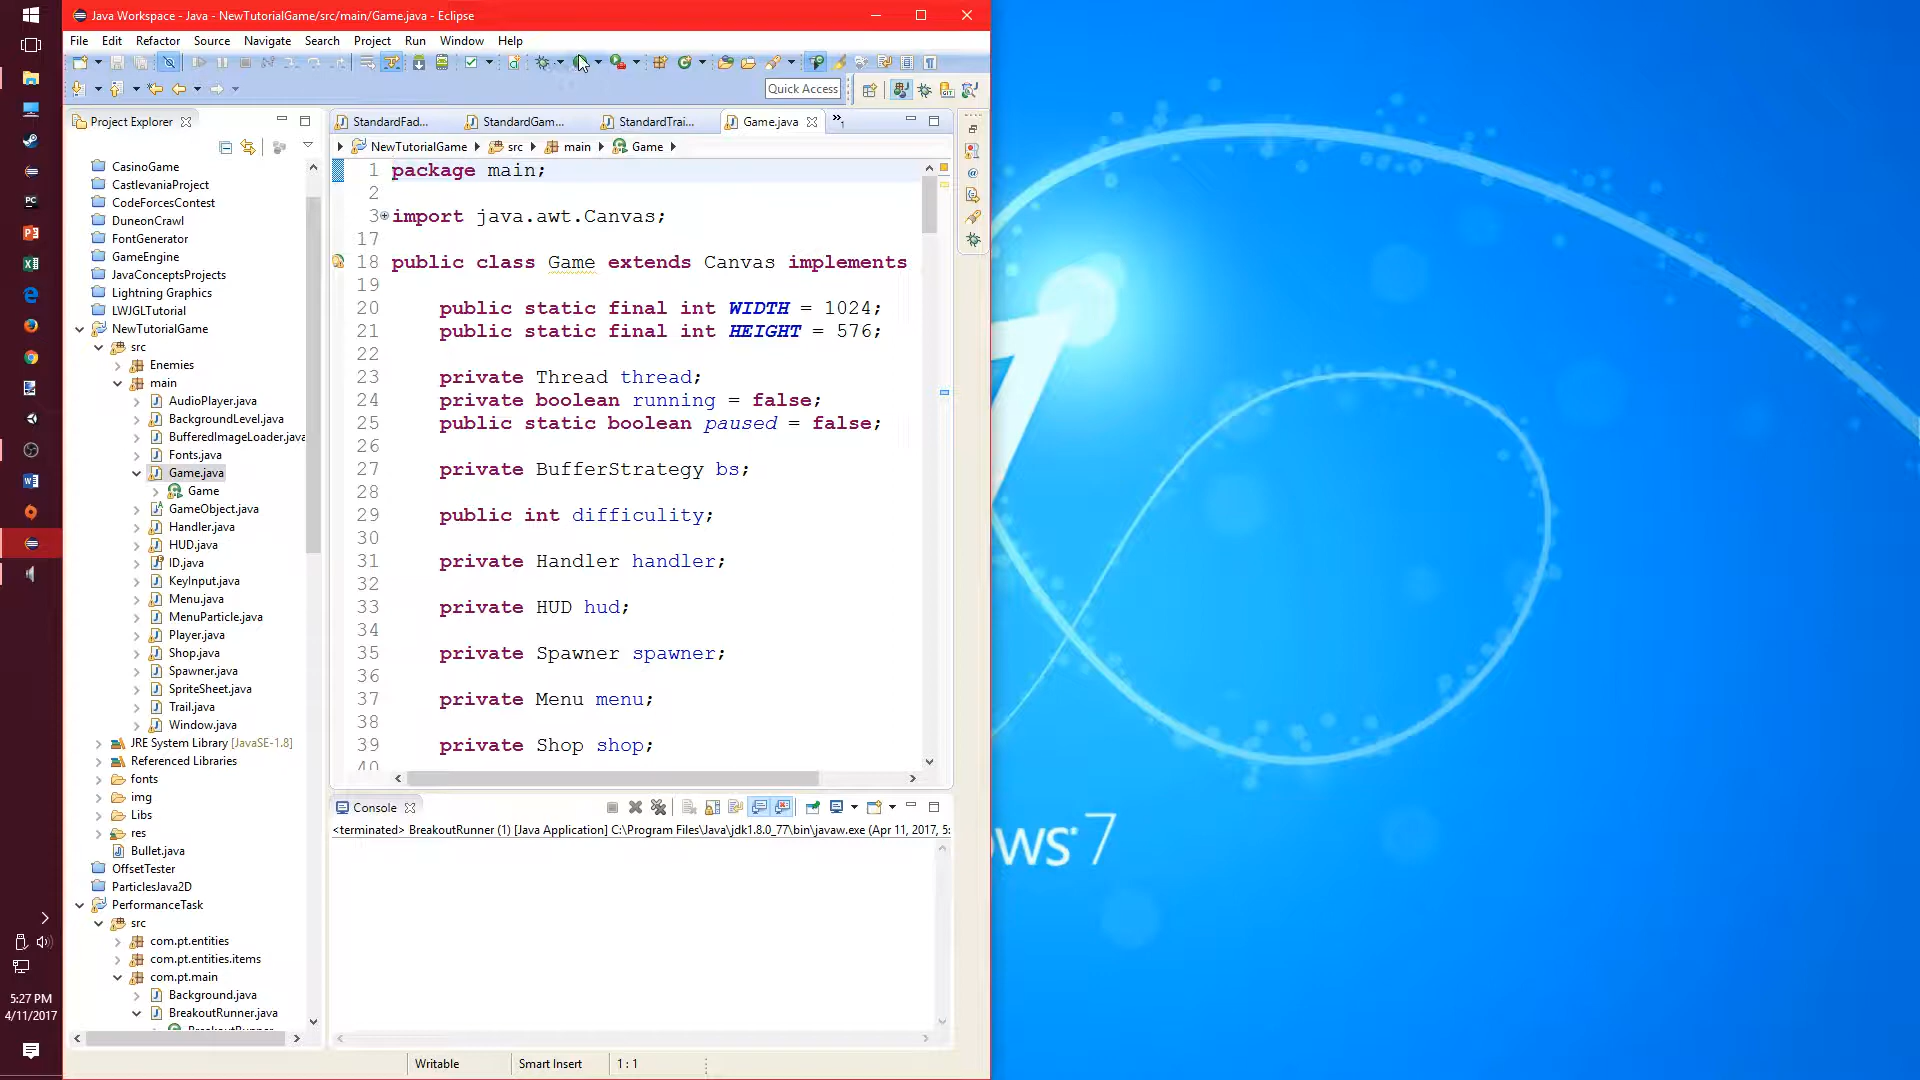 Java Workspace - Java - NewTutorialGame/src/main/Game.java - Eclipse
File Edit Refactor Source Navigate Search Project Run Window Help
Quick Access
Project Explorer
CasinoGame
CastlevaniaProject
CodeForcesContest
DuneonCrawl
FontGenerator
GameEngine
JavaConceptsProjects
Lightning Graphics
LWJGLTutorial
NewTutorialGame
src
Enemies
main
AudioPlayer.java
BackgroundLevel.java
BufferedImageLoader.java
Fonts.java
Game.java
Game
GameObject.java
Handler.java
HUD.java
ID.java
KeyInput.java
Menu.java
MenuParticle.java
Player.java
Shop.java
Spawner.java
SpriteSheet.java
Trail.java
Window.java
JRE System Library [JavaSE-1.8]
Referenced Libraries
fonts
img
Libs
res
Bullet.java
OffsetTester
ParticlesJava2D
PerformanceTask
src
com.pt.entities
com.pt.entities.items
com.pt.main
Background.java
BreakoutRunner.java
BreakoutRunner
StandardFad... StandardGam... StandardTrai... Game.java
NewTutorialGame src main Game
1 package main;
2
3 import java.awt.Canvas;
17
18 public class Game extends Canvas implements
19
20 public static final int WIDTH = 1024;
21 public static final int HEIGHT = 576;
22
23 private Thread thread;
24 private boolean running = false;
25 public static boolean paused = false;
26
27 private BufferStrategy bs;
28
29 public int difficulity;
30
31 private Handler handler;
32
33 private HUD hud;
34
35 private Spawner spawner;
36
37 private Menu menu;
38
39 private Shop shop;
40
Console
<terminated> BreakoutRunner (1) [Java Application] C:\Program Files\Java\jdk1.8.0_77\bin\javaw.exe (Apr 11, 2017, 5:
Writable Smart Insert 1 : 1
5:27 PM
4/11/2017
ows 7